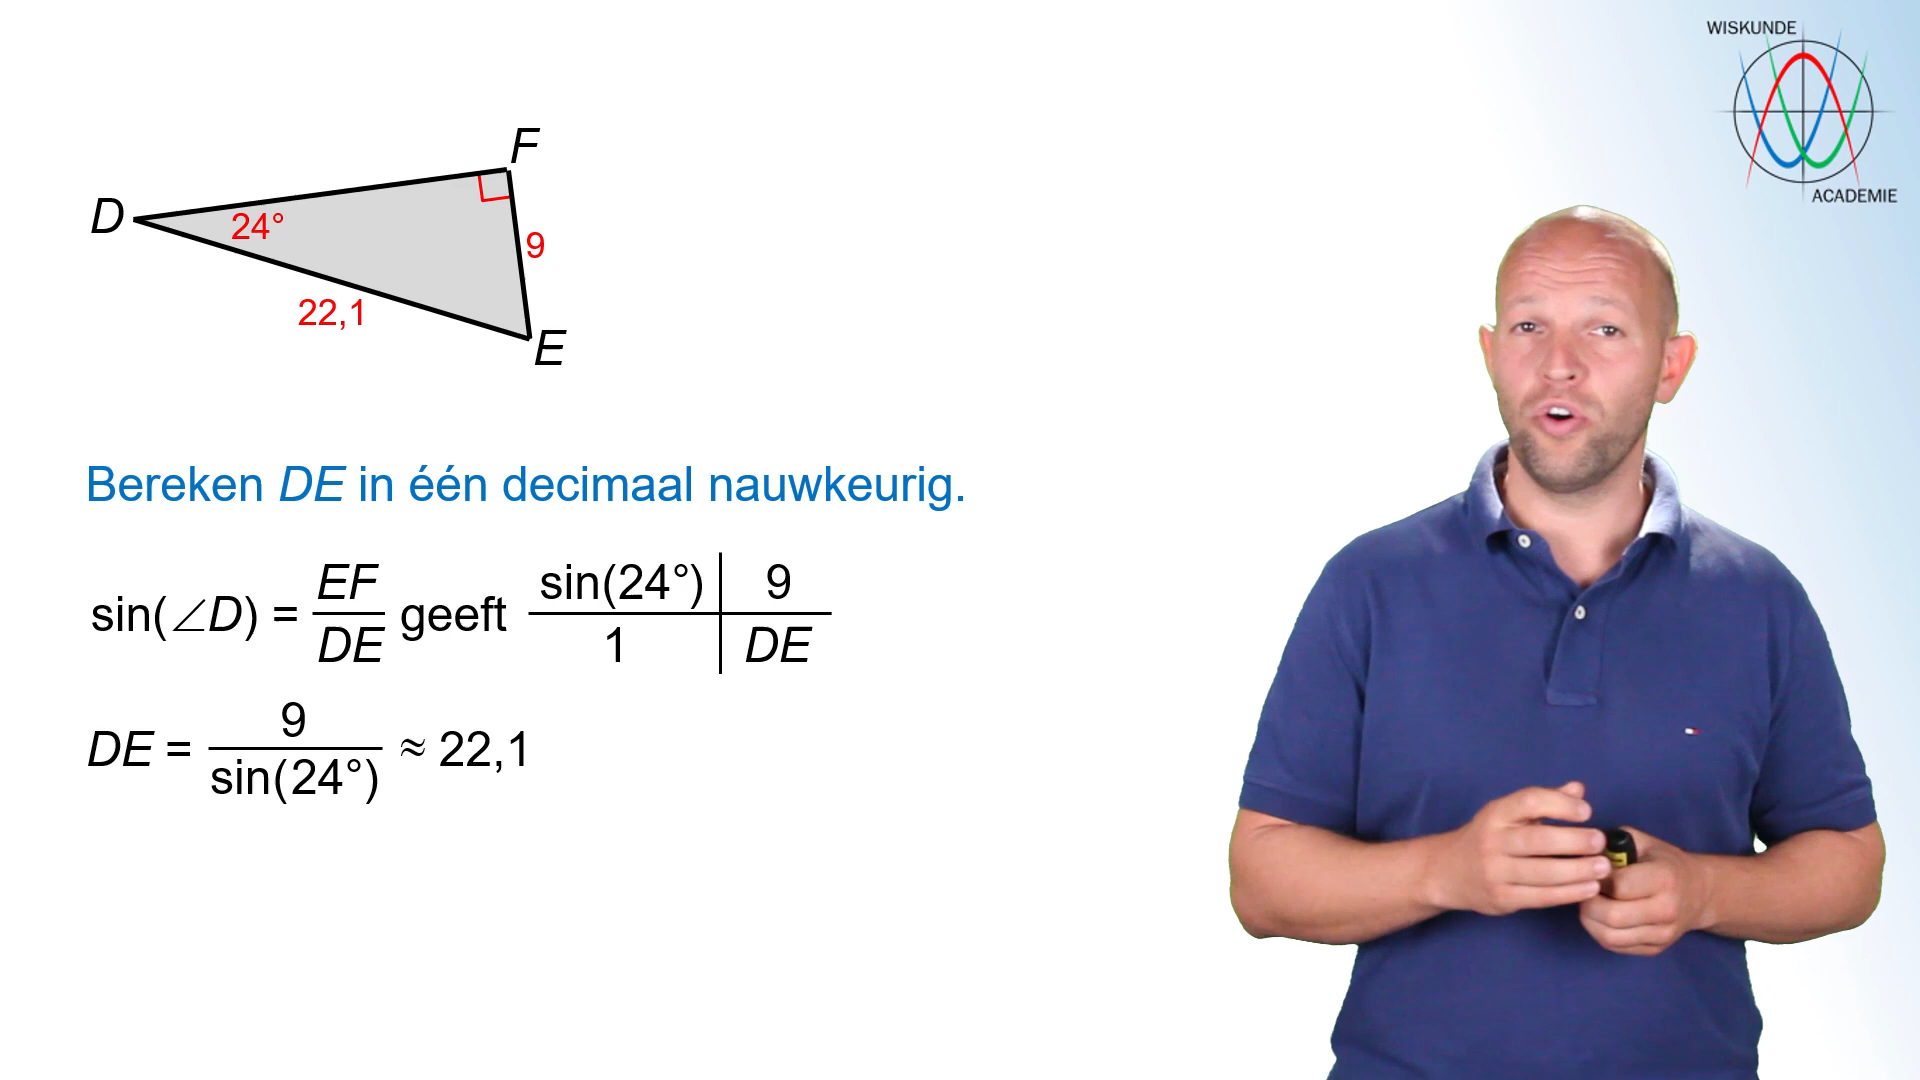 WISKUNDE
ACADEMIE
F
D
24°
9
22,1
E
Bereken DE in één decimaal nauwkeurig.
sin(∠D) = EF/DE geeft sin(24°) | 9
1 | DE
DE = 9/sin(24°) ≈ 22,1